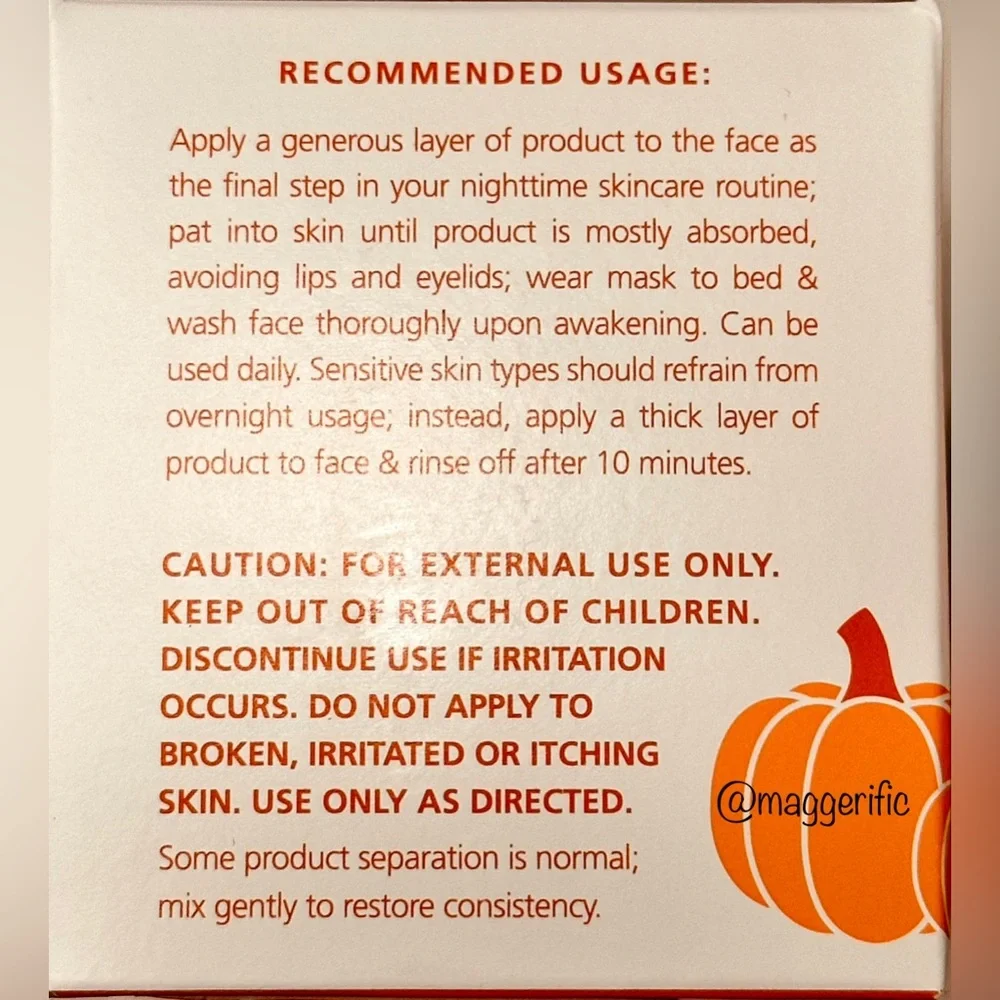 RECOMMENDED USAGE:
Apply a generous layer of product to the face as
the final step in your nighttime skincare routine;
pat into skin until product is mostly absorbed,
avoiding lips and eyelids; wear mask to bed &
wash face thoroughly upon awakening. Can be
used daily. Sensitive skin types should refrain from
overnight usage; instead, apply a thick layer of
product to face & rinse off after 10 minutes.
CAUTION: FOR EXTERNAL USE ONLY.
KEEP OUT OF REACH OF CHILDREN.
DISCONTINUE USE IF IRRITATION
OCCURS. DO NOT APPLY TO
BROKEN, IRRITATED OR ITCHING
SKIN. USE ONLY AS DIRECTED.
Some product separation is normal;
mix gently to restore consistency.
@maggerific